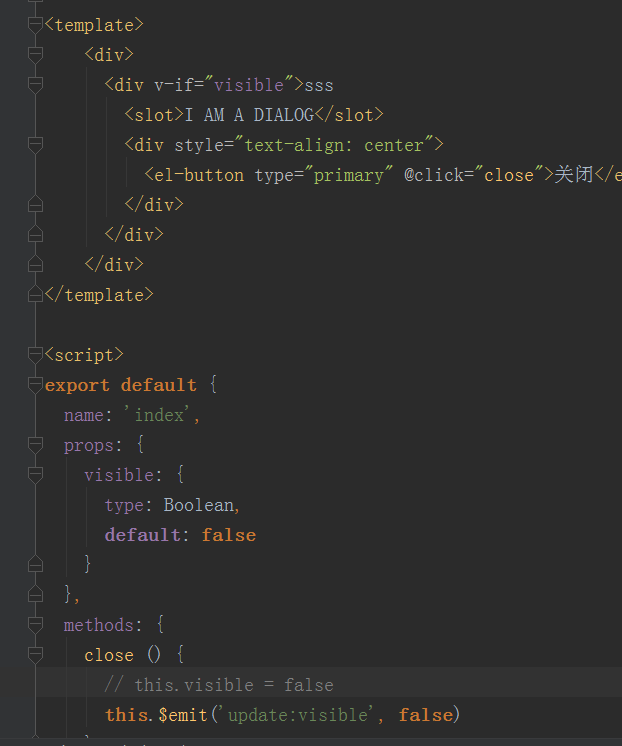 <template>
<div>
<div v-if="visible">sss
<slot>I AM A DIALOG</slot>
<div style="text-align: center">
<el-button type="primary" @click="close">关闭</e
</div>
</div>
</div>
</template>
<script>
export default {
name: 'index',
props: {
visible: {
type: Boolean,
default: false
}
},
methods: {
close () {
// this.visible = false
this.$emit('update:visible', false)